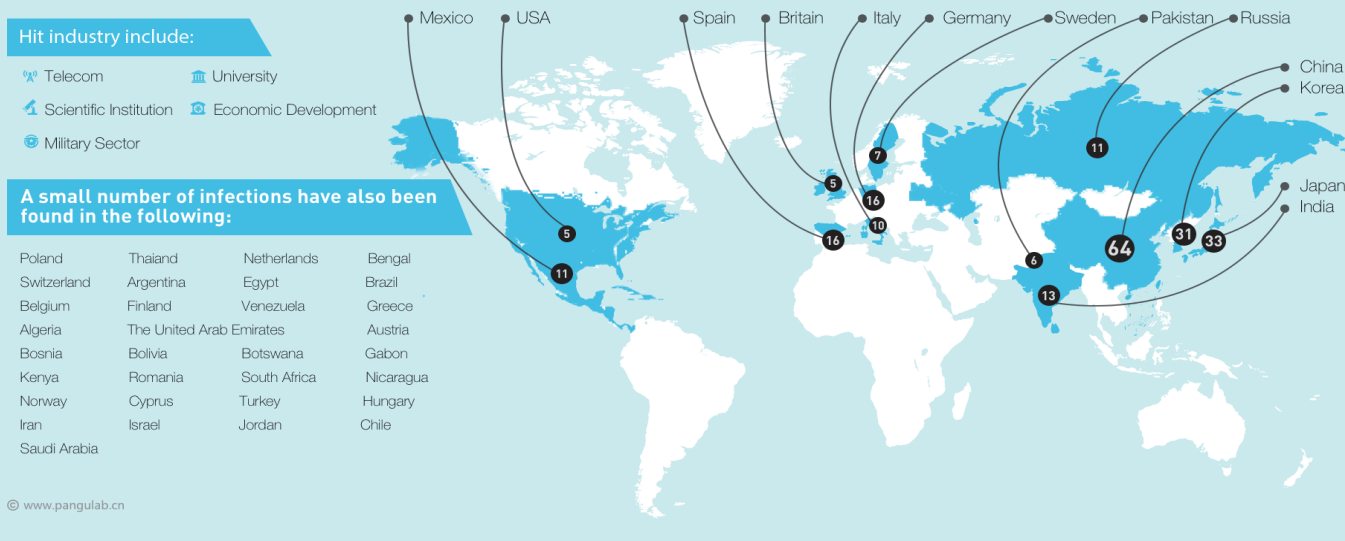 Mexico USA Spain Britain Italy Germany Sweden Pakistan Russia
Hit industry include:
China
Telecom University
Korea
Scientific Institution Economic Development
Military Sector
11
7
5
A small number of infections have also been
found in the following:
Japan
India
16
5
10
31
33
16
64
Poland Thaiand Netherlands Bengal
6
11
Switzerland Argentina Egypt Brazil
13
Belgium Finland Venezuela Greece
Algeria The United Arab Emirates Austria
Bosnia Bolivia Botswana Gabon
Kenya Romania South Africa Nicaragua
Norway Cyprus Turkey Hungary
Iran Israel Jordan Chile
Saudi Arabia
© www.pangulab.cn